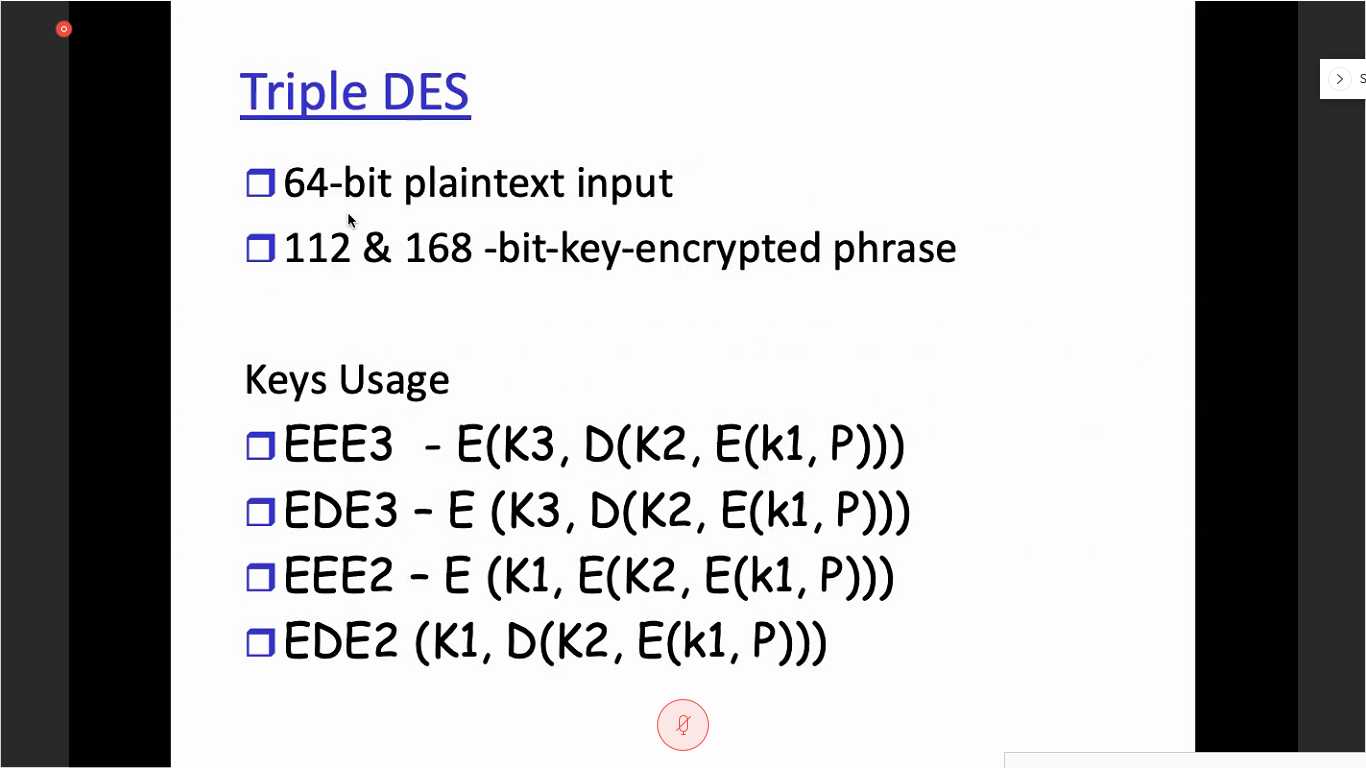 Triple DES
64-bit plaintext input
112 & 168 -bit-key-encrypted phrase
Keys Usage
EEE3 - E(K3, D(K2, E(k1, P)))
EDE3 – E (K3, D(K2, E(k1, P)))
EEE2 – E (K1, E(K2, E(k1, P)))
EDE2 (K1, D(K2, E(k1, P)))